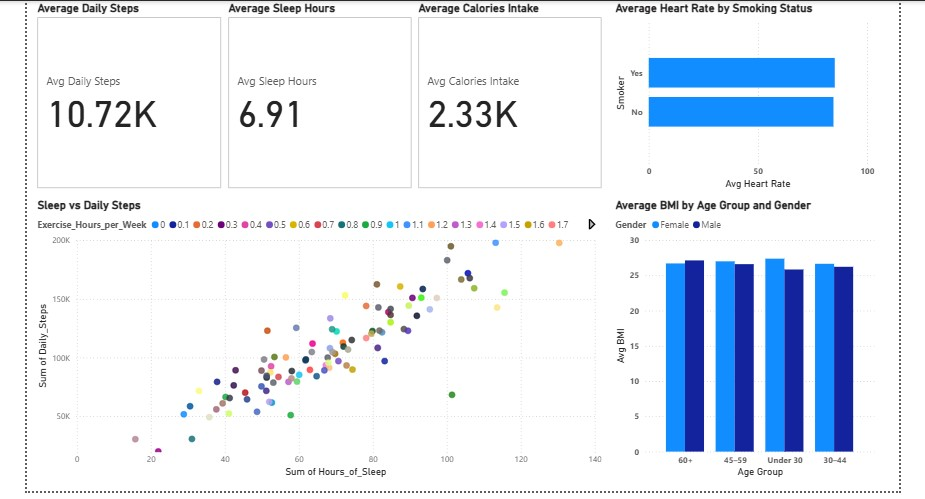 Average Daily Steps
Avg Daily Steps
10.72K
Average Sleep Hours
Avg Sleep Hours
6.91
Average Calories Intake
Avg Calories Intake
2.33K
Average Heart Rate by Smoking Status
Smoker
Yes
No
0 50 100
Avg Heart Rate
Sleep vs Daily Steps
Exercise_Hours_per_Week 0 0.1 0.2 0.3 0.4 0.5 0.6 0.7 0.8 0.9 1 1.1 1.2 1.3 1.4 1.5 1.6 1.7
Sum of Daily_Steps
200K
150K
100K
50K
0 20 40 60 80 100 120 140
Sum of Hours_of_Sleep
Average BMI by Age Group and Gender
Gender Female Male
Avg BMI
30
25
20
15
10
5
0
60+ 45–59 Under 30 30–44
Age Group